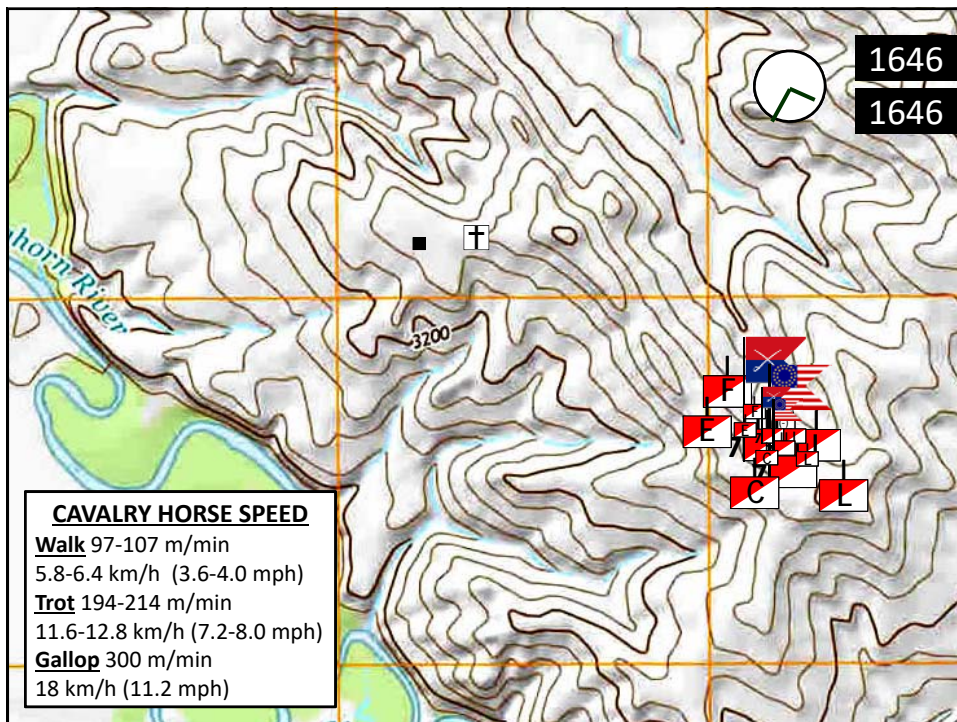 1646
1646
horn River
3200
F
E
C
L
CAVALRY HORSE SPEED
Walk 97-107 m/min
5.8-6.4 km/h (3.6-4.0 mph)
Trot 194-214 m/min
11.6-12.8 km/h (7.2-8.0 mph)
Gallop 300 m/min
18 km/h (11.2 mph)